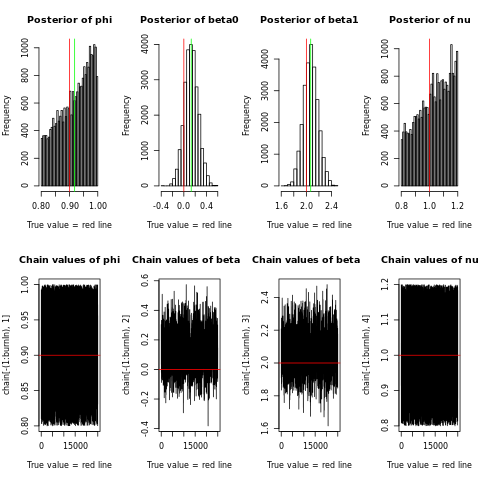 Posterior of phi
Posterior of beta0
Posterior of beta1
Posterior of nu
Frequency
0 200 400 600 800 1000
0.80 0.90 1.00
True value = red line
Frequency
0 1000 2000 3000 4000
-0.4 0.0 0.4
True value = red line
Frequency
0 1000 2000 3000 4000
1.6 2.0 2.4
True value = red line
Frequency
0 200 400 600 800 1000
0.8 1.0 1.2
True value = red line
Chain values of phi
Chain values of beta
Chain values of beta
Chain values of nu
chain[-(1:burnIn), 1]
0.80 0.85 0.90 0.95 1.00
0 15000
True value = red line
chain[-(1:burnIn), 2]
-0.4 -0.2 0.0 0.2 0.4 0.6
0 15000
True value = red line
chain[-(1:burnIn), 3]
1.6 1.8 2.0 2.2 2.4
0 15000
True value = red line
chain[-(1:burnIn), 4]
0.8 0.9 1.0 1.1 1.2
0 15000
True value = red line